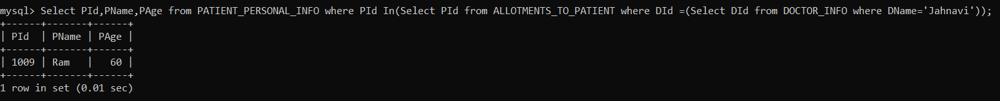 mysql> Select PId,PName,PAge from PATIENT_PERSONAL_INFO where PId In(Select PId from ALLOTMENTS_TO_PATIENT where DId =(Select DId from DOCTOR_INFO where DName='Jahnavi'));
+------+-------+------+
| PId  | PName | PAge |
+------+-------+------+
| 1009 | Ram   |   60 |
+------+-------+------+
1 row in set (0.01 sec)